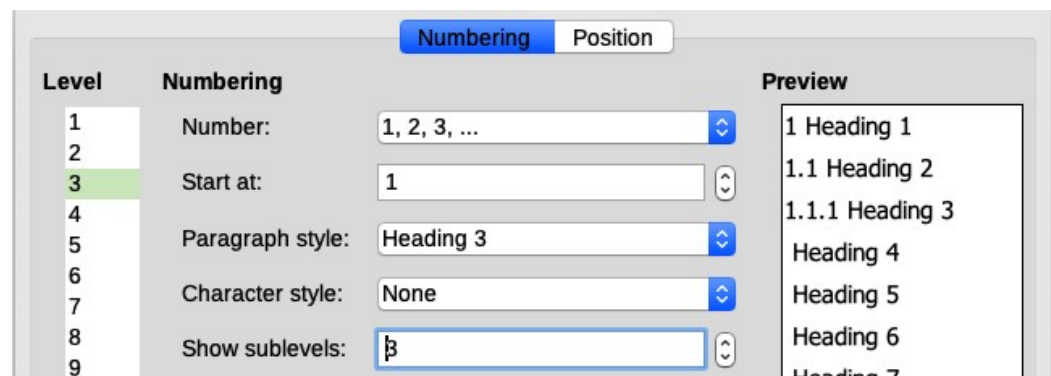 Numbering Position
Level
1
2
3
4
5
6
7
8
9
Numbering
Number: 1, 2, 3, ...
Start at: 1
Paragraph style: Heading 3
Character style: None
Show sublevels: 3
Preview
1 Heading 1
1.1 Heading 2
1.1.1 Heading 3
Heading 4
Heading 5
Heading 6
Heading 7